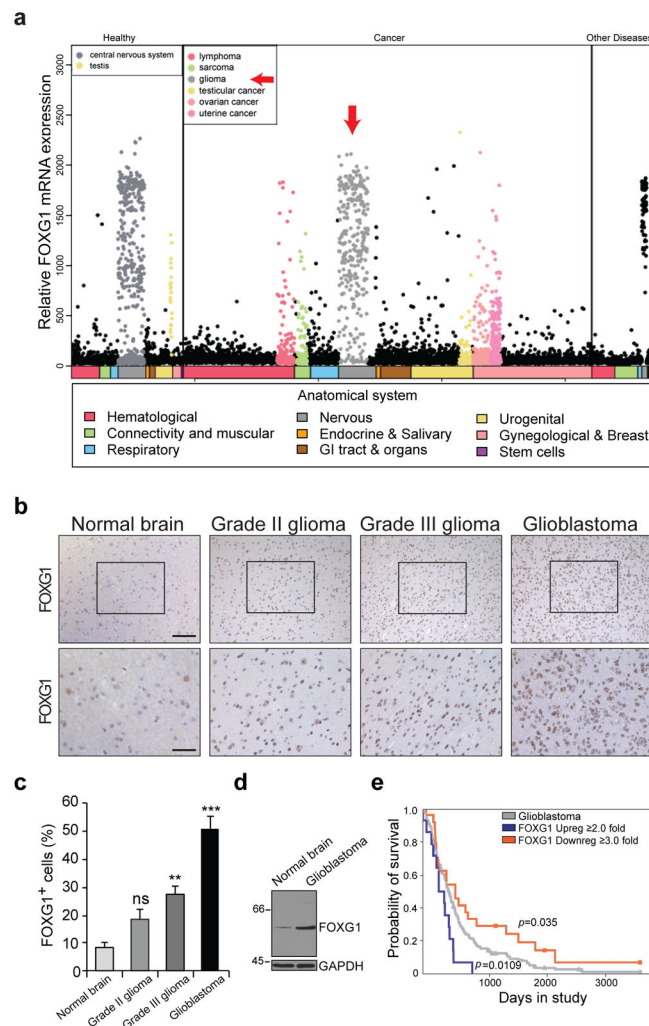 a
Healthy
Cancer
Other Diseases
central nervous system
testis
lymphoma
sarcoma
glioma
testicular cancer
ovarian cancer
uterine cancer
Relative FOXG1 mRNA expression
3000
2500
2000
1500
1000
500
0
Anatomical system
Hematological
Connectivity and muscular
Respiratory
Nervous
Endocrine & Salivary
GI tract & organs
Urogenital
Gynegological & Breast
Stem cells
b
Normal brain
Grade II glioma
Grade III glioma
Glioblastoma
FOXG1
FOXG1
c
FOXG1+ cells (%)
60
50
40
30
20
10
0
ns
**
***
Normal brain
Grade II glioma
Grade III glioma
Glioblastoma
d
Normal brain
Glioblastoma
66
45
FOXG1
GAPDH
e
Probability of survival
1.0
0.8
0.6
0.4
0.2
0.0
Glioblastoma
FOXG1 Upreg ≥2.0 fold
FOXG1 Downreg ≥3.0 fold
p=0.035
p=0.0109
1000
2000
3000
Days in study